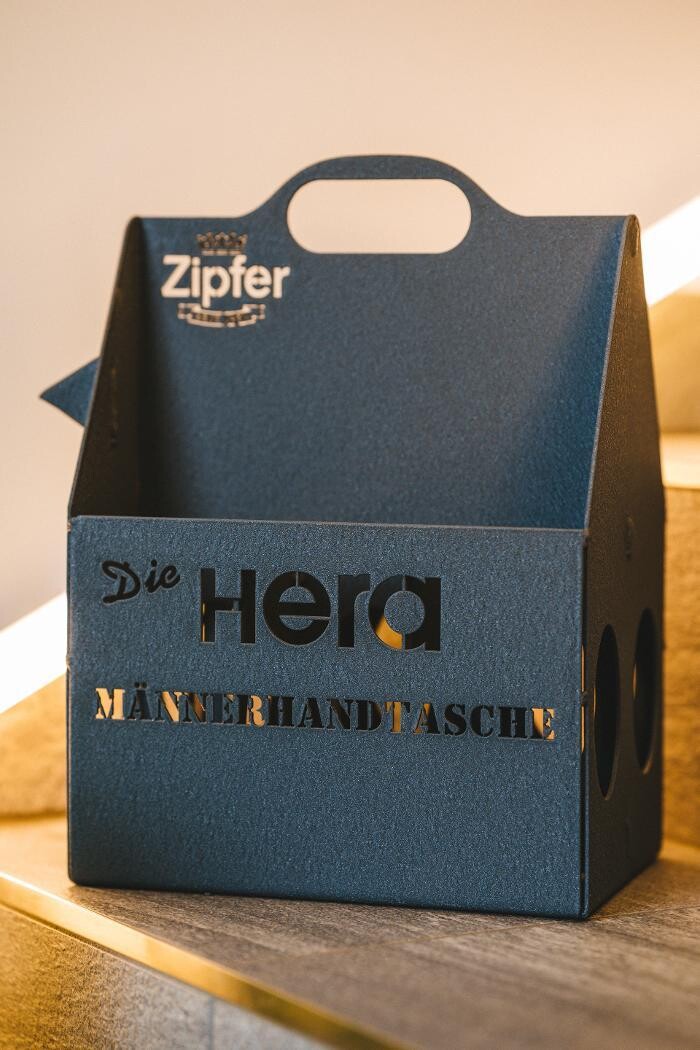 Zipfer
Die Hera
MÄNNERHANDTASCHE